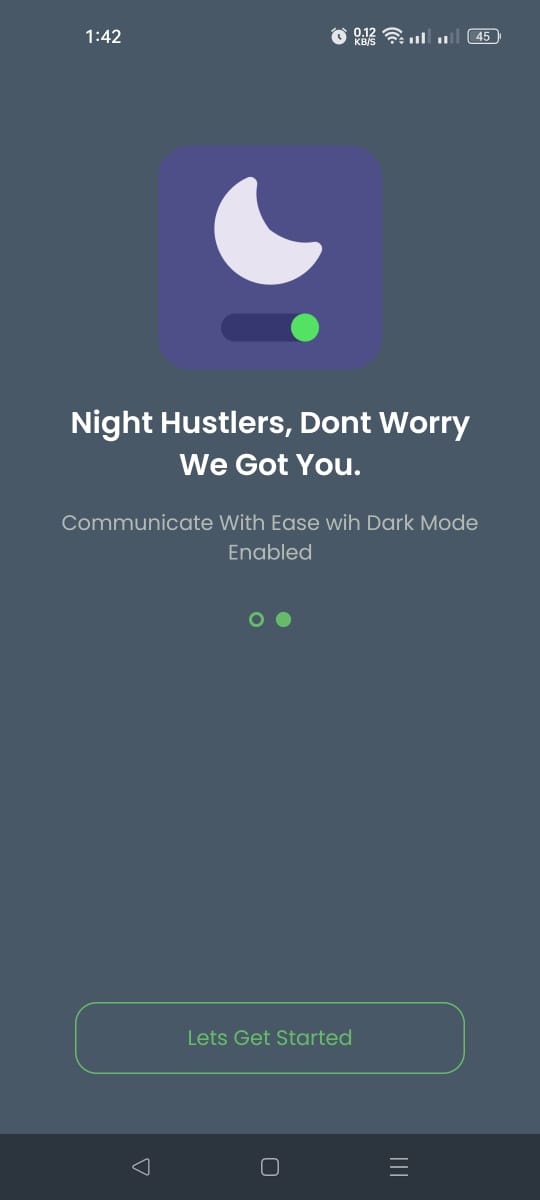 1:42
0.12
KB/S
45
Night Hustlers, Dont Worry
We Got You.
Communicate With Ease wih Dark Mode
Enabled
Lets Get Started